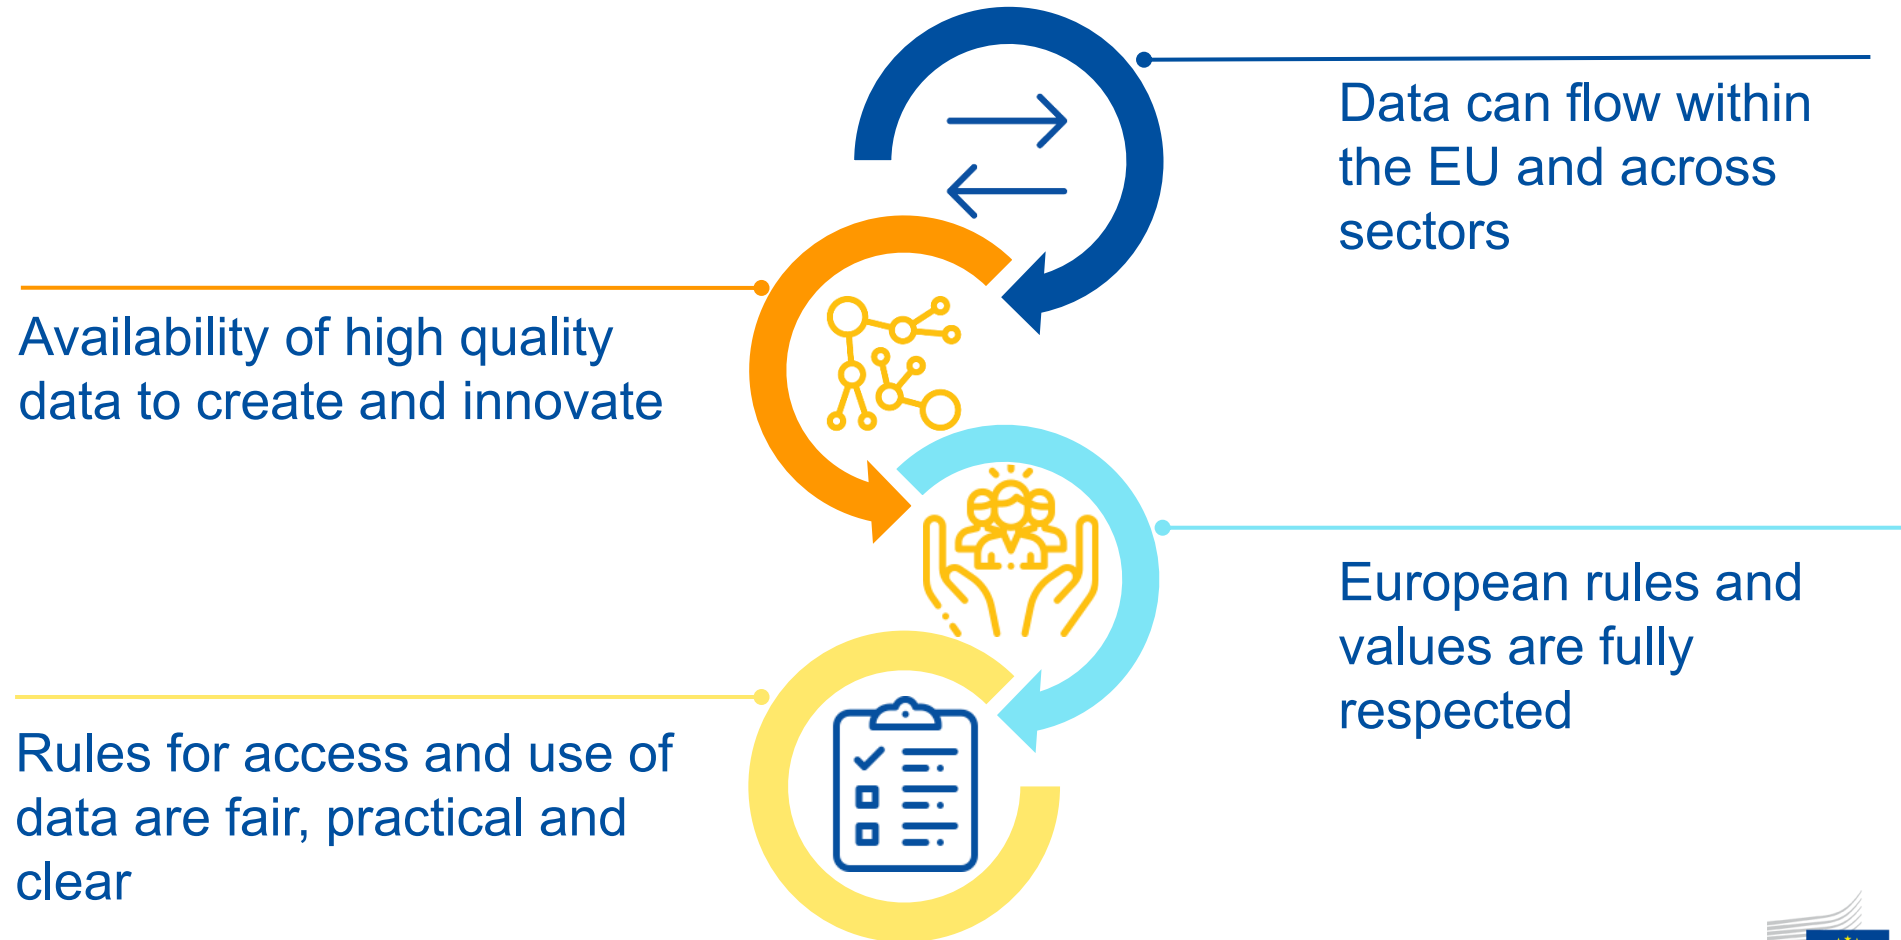 Data can flow within
the EU and across
sectors
Availability of high quality
data to create and innovate
European rules and
values are fully
respected
Rules for access and use of
data are fair, practical and
clear